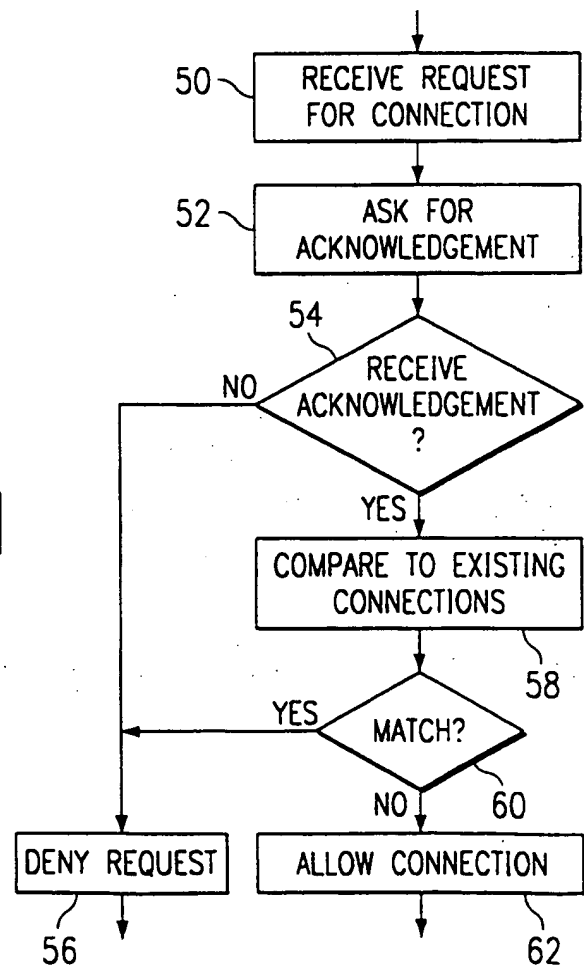 50
RECEIVE REQUEST
FOR CONNECTION
52
ASK FOR
ACKNOWLEDGEMENT
54
RECEIVE
ACKNOWLEDGEMENT
?
NO
YES
COMPARE TO EXISTING
CONNECTIONS
58
YES
MATCH?
60
NO
DENY REQUEST
ALLOW CONNECTION
56
62